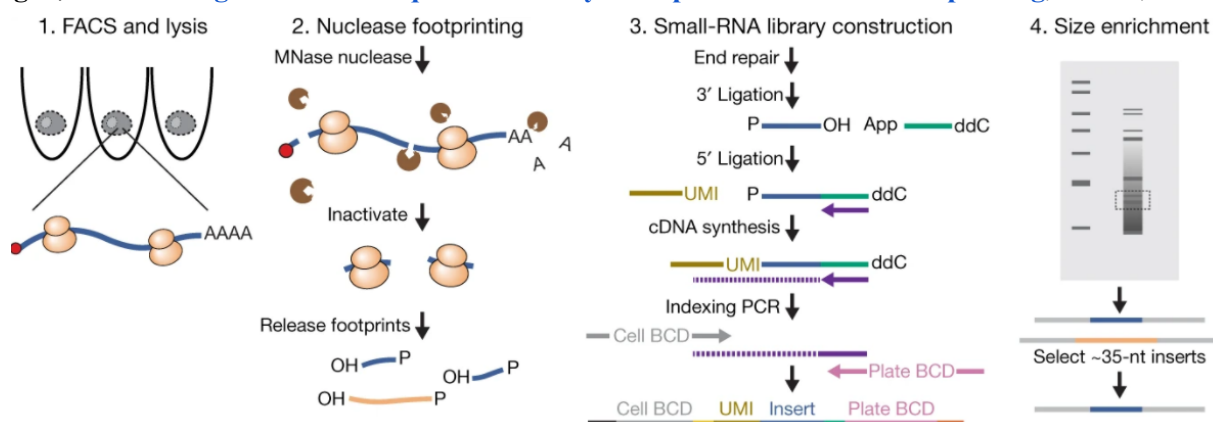 1. FACS and lysis
AAAA
2. Nuclease footprinting
MNase nuclease
AA
A
A
Inactivate
Release footprints
OH P
OH P
OH P
3. Small-RNA library construction
End repair
3′ Ligation
P OH App ddC
5′ Ligation
UMI P ddC
cDNA synthesis
UMI ddC
Indexing PCR
Cell BCD
Plate BCD
Cell BCD UMI Insert Plate BCD
4. Size enrichment
Select ~35-nt inserts